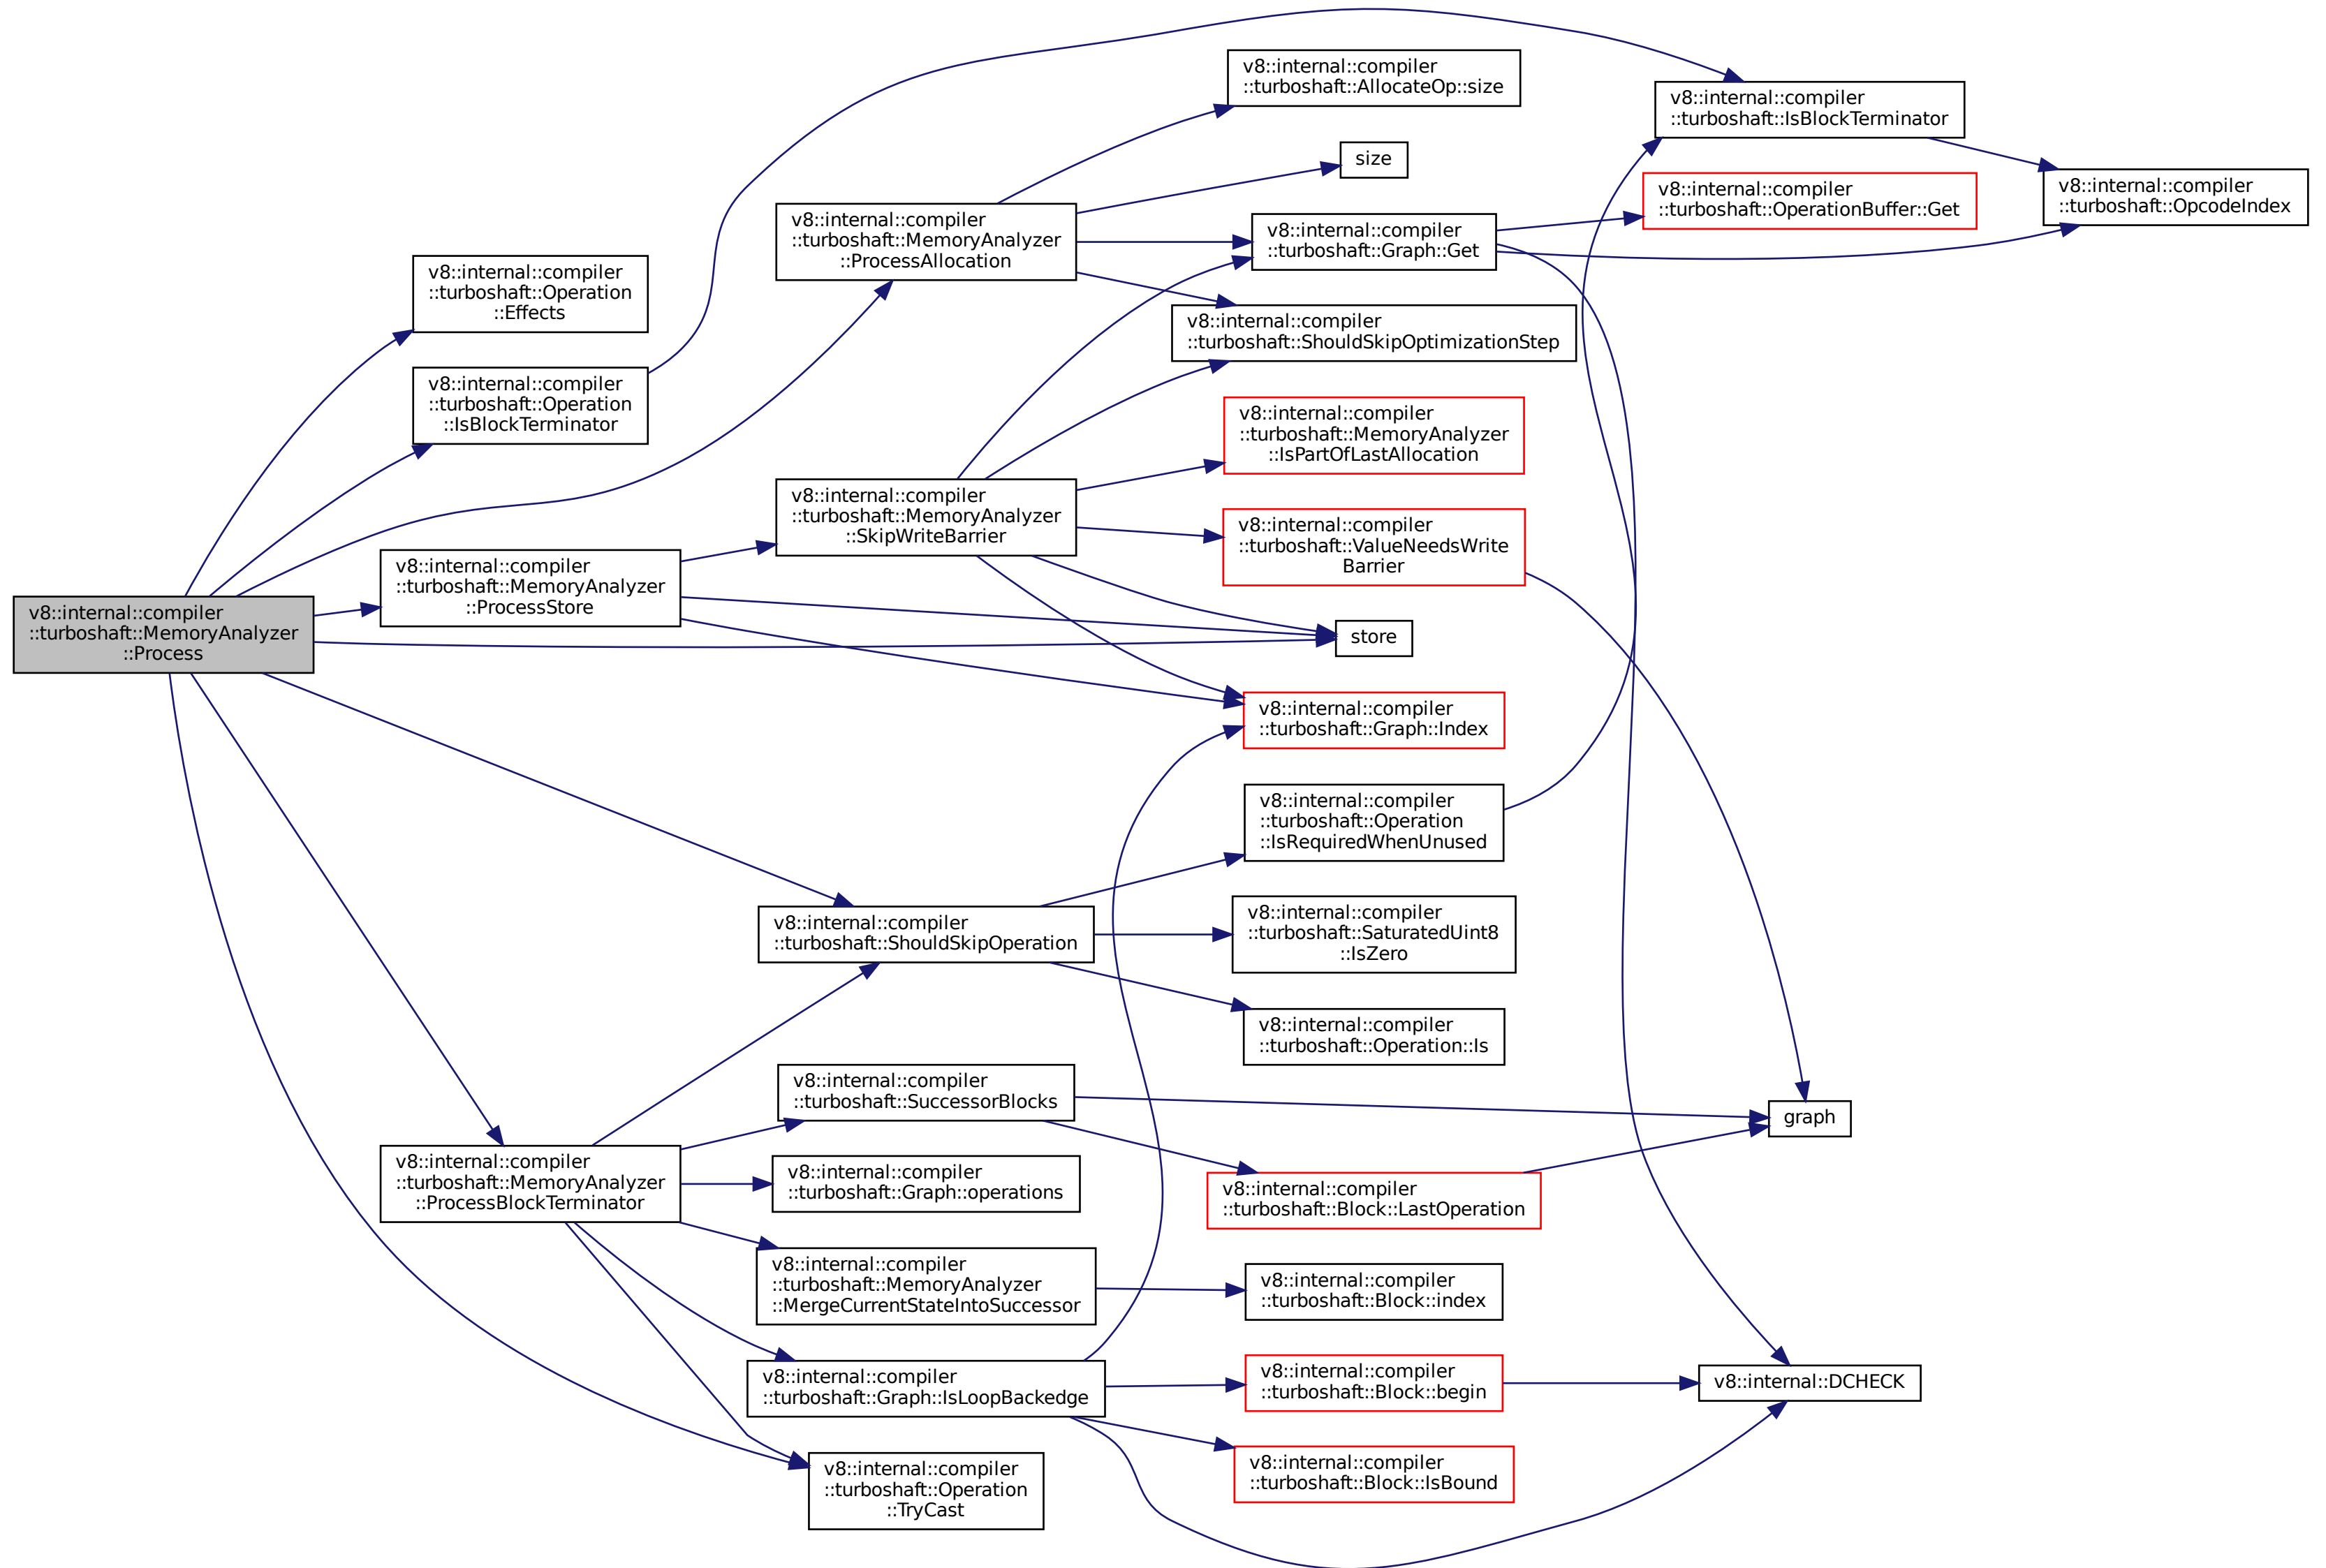 v8::internal::compiler
::turboshaft::MemoryAnalyzer
::Process
v8::internal::compiler
::turboshaft::Operation
::Effects
v8::internal::compiler
::turboshaft::Operation
::IsBlockTerminator
v8::internal::compiler
::turboshaft::MemoryAnalyzer
::ProcessStore
v8::internal::compiler
::turboshaft::MemoryAnalyzer
::ProcessBlockTerminator
v8::internal::compiler
::turboshaft::MemoryAnalyzer
::ProcessAllocation
v8::internal::compiler
::turboshaft::MemoryAnalyzer
::SkipWriteBarrier
v8::internal::compiler
::turboshaft::ShouldSkipOperation
v8::internal::compiler
::turboshaft::SuccessorBlocks
v8::internal::compiler
::turboshaft::Graph::operations
v8::internal::compiler
::turboshaft::MemoryAnalyzer
::MergeCurrentStateIntoSuccessor
v8::internal::compiler
::turboshaft::Graph::IsLoopBackedge
v8::internal::compiler
::turboshaft::Operation
::TryCast
v8::internal::compiler
::turboshaft::AllocateOp::size
size
v8::internal::compiler
::turboshaft::Graph::Get
v8::internal::compiler
::turboshaft::ShouldSkipOptimizationStep
v8::internal::compiler
::turboshaft::MemoryAnalyzer
::IsPartOfLastAllocation
v8::internal::compiler
::turboshaft::ValueNeedsWrite
Barrier
store
v8::internal::compiler
::turboshaft::Graph::Index
v8::internal::compiler
::turboshaft::Operation
::IsRequiredWhenUnused
v8::internal::compiler
::turboshaft::SaturatedUint8
::IsZero
v8::internal::compiler
::turboshaft::Operation::Is
v8::internal::compiler
::turboshaft::Block::LastOperation
v8::internal::compiler
::turboshaft::Block::index
v8::internal::compiler
::turboshaft::Block::begin
v8::internal::compiler
::turboshaft::Block::IsBound
v8::internal::compiler
::turboshaft::IsBlockTerminator
v8::internal::compiler
::turboshaft::OperationBuffer::Get
graph
v8::internal::DCHECK
v8::internal::compiler
::turboshaft::OpcodeIndex